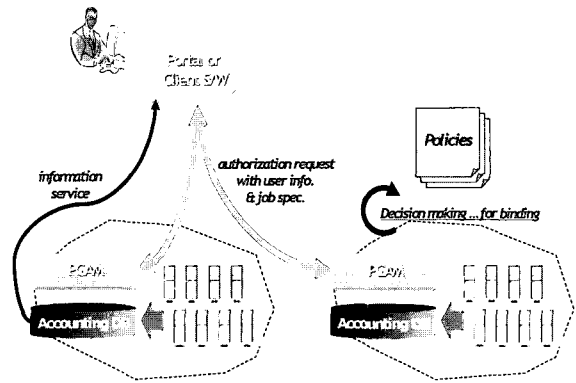 Portal or
Client S/W
information
service
authorization request
with user info.
& job spec.
Policies
Decision making ... for binding
PGAM
Accounting
PGAM
Accounting